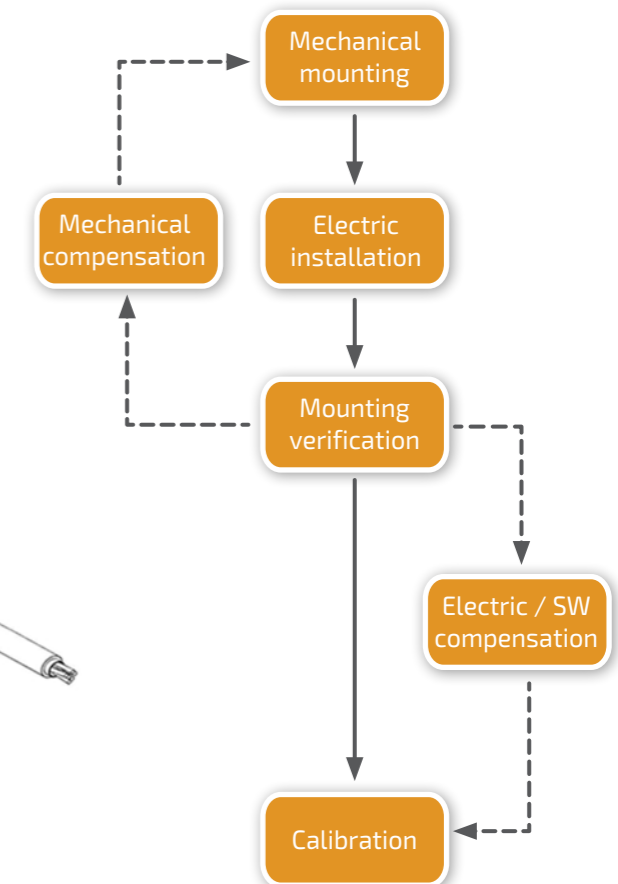 Mechanical
mounting
Mechanical
compensation
Electric
installation
Mounting
verification
Electric / SW
compensation
Calibration